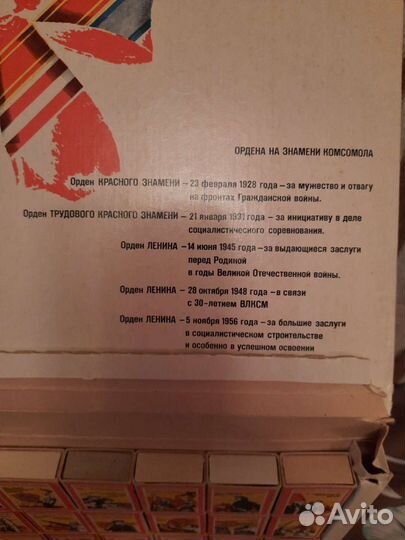 ОРДЕНА НА ЗНАМЕНИ КОМСОМОЛА
Орден КРАСНОГО ЗНАМЕНИ – 23 февраля 1928 года – за мужество и отвагу
на фронтах Гражданской войны.
Орден ТРУДОВОГО КРАСНОГО ЗНАМЕНИ – 21 января 1931 года – за инициативу в деле
социалистического соревнования.
Орден ЛЕНИНА – 14 июня 1945 года – за выдающиеся заслуги
перед Родиной
в годы Великой Отечественной войны.
Орден ЛЕНИНА – 28 октября 1948 года – в связи
с 30-летием ВЛКСМ
Орден ЛЕНИНА – 5 ноября 1956 года – за большие заслуги
в социалистическом строительстве
и особенно в успешном освоении
Avito